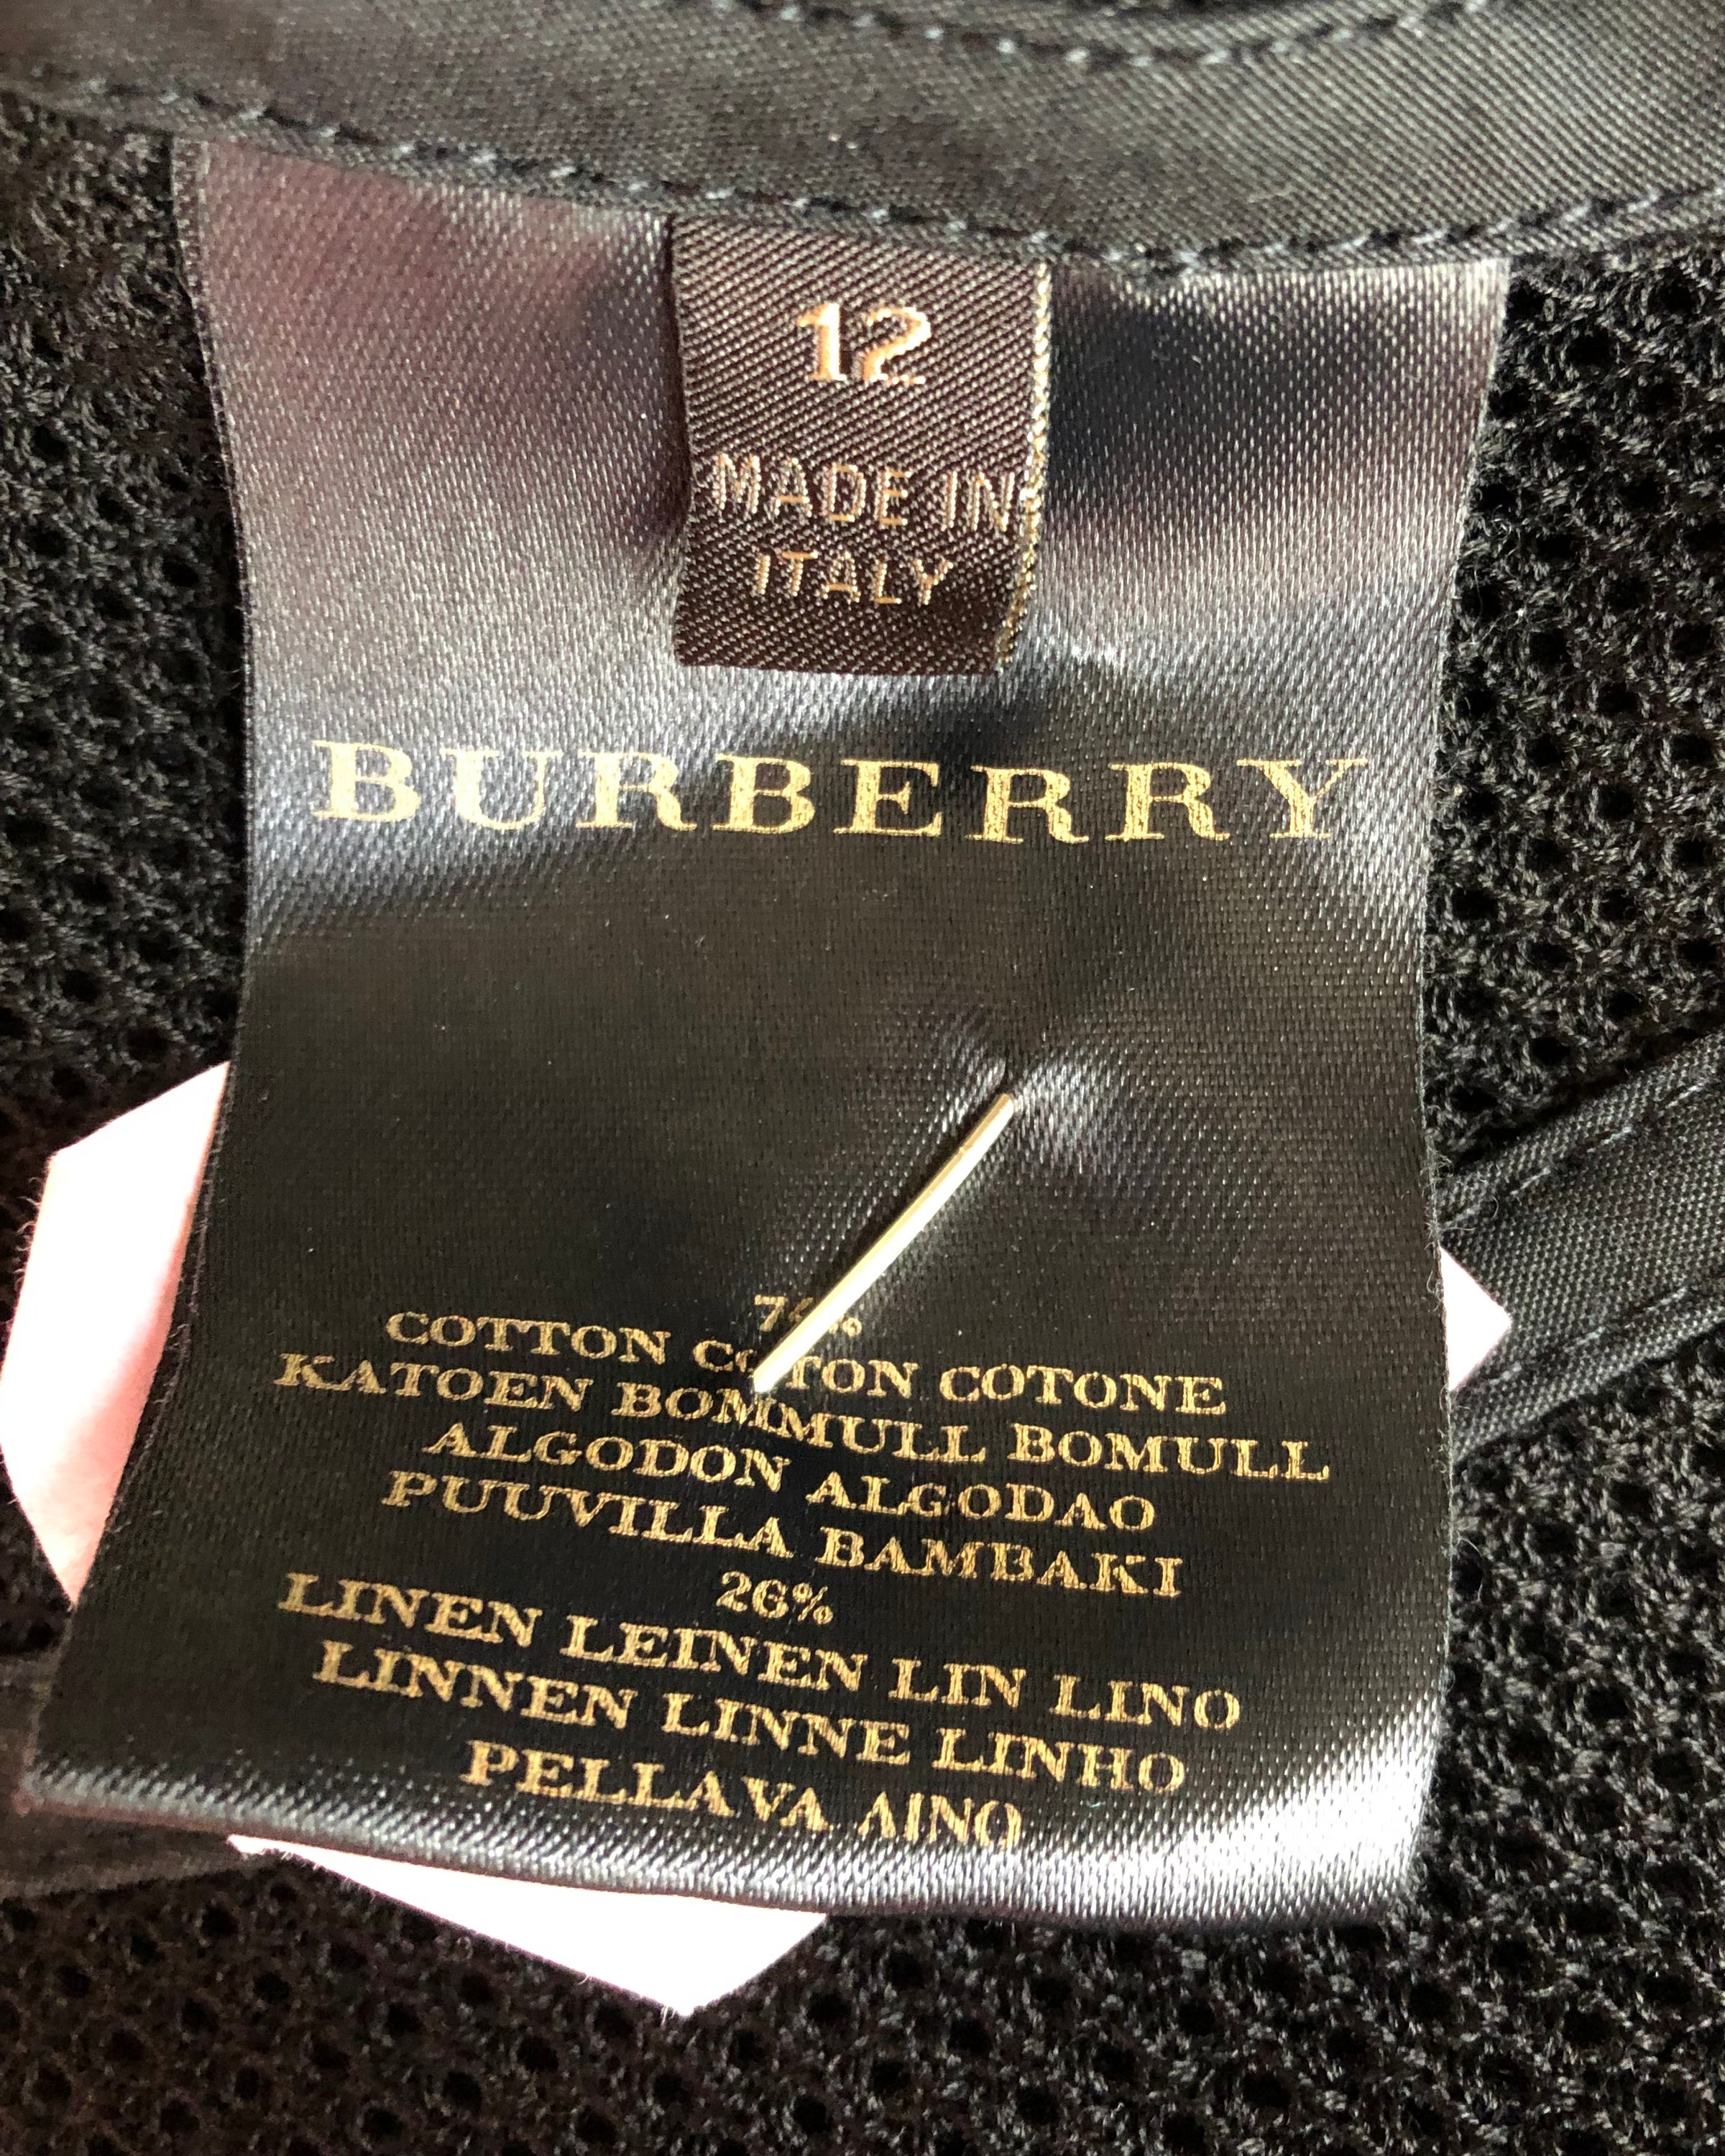 12
MADE IN
ITALY
BURBERRY
COTTON COTTON COTONE
KATOEN BOMMULL BOMULL
ALGODON ALGODAO
PUUVILLA BAMBAKI
26%
LINEN LEINEN LIN LINO
LINNEN LINNE LINHO
PELLAVA ΛΙΝΟ